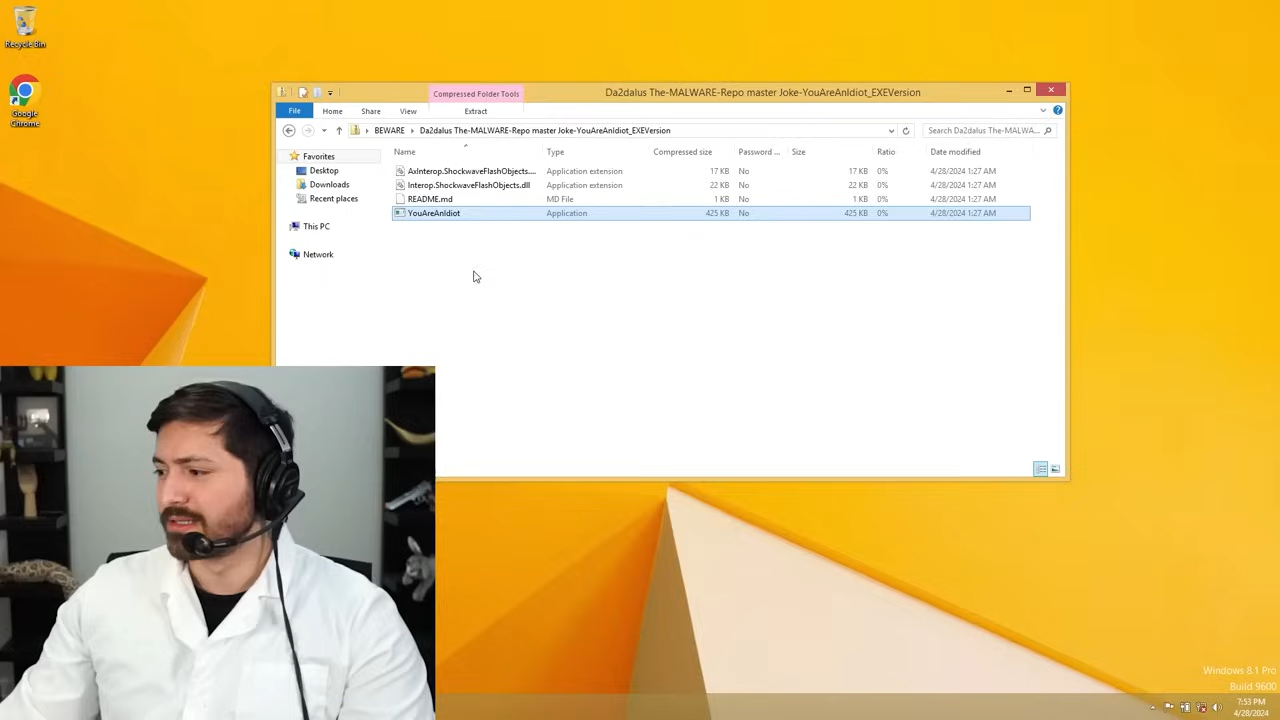 Recycle Bin
Google
Chrome
Compressed Folder Tools
Da2dalus The-MALWARE-Repo master Joke-YouAreAnIdiot_EXEVersion
File Home Share View Extract
BEWARE Da2dalus The-MALWARE-Repo master Joke-YouAreAnIdiot_EXEVersion
Search Da2dalus The-MALWA...
Name Type Compressed size Password ... Size Ratio Date modified
AxInterop.ShockwaveFlashObjects.... Application extension 17 KB No 17 KB 0% 4/28/2024 1:27 AM
Interop.ShockwaveFlashObjects.dll Application extension 22 KB No 22 KB 0% 4/28/2024 1:27 AM
README.md MD File 1 KB No 1 KB 0% 4/28/2024 1:27 AM
YouAreAnIdiot Application 425 KB No 425 KB 0% 4/28/2024 1:27 AM
Favorites
Desktop
Downloads
Recent places
This PC
Network
Windows 8.1 Pro
Build 9600
7:53 PM
4/28/2024